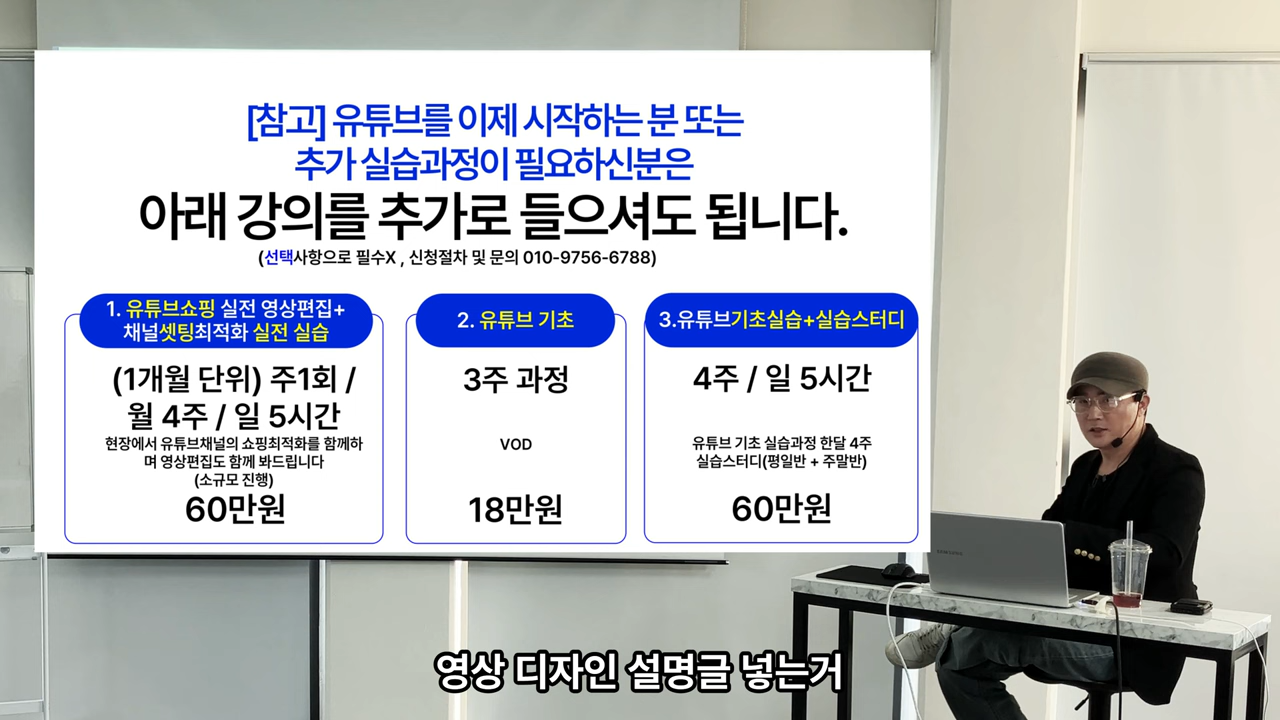 [참고] 유튜브를 이제 시작하는 분 또는
추가 실습과정이 필요하신분은
아래 강의를 추가로 들으셔도 됩니다.
(선택사항으로 필수X , 신청절차 및 문의 010-9756-6788)
1. 유튜브쇼핑 실전 영상편집+
채널셋팅최적화 실전 실습
(1개월 단위) 주1회 /
월 4주 / 일 5시간
현장에서 유튜브채널의 쇼핑최적화를 함께하
며 영상편집도 함께 봐드립니다
(소규모 진행)
60만원
2. 유튜브 기초
3주 과정
VOD
18만원
3.유튜브기초실습+실습스터디
4주 / 일 5시간
유튜브 기초 실습과정 한달 4주
실습스터디(평일반 + 주말반)
60만원
SAMSUNG
영상 디자인 설명글 넣는거